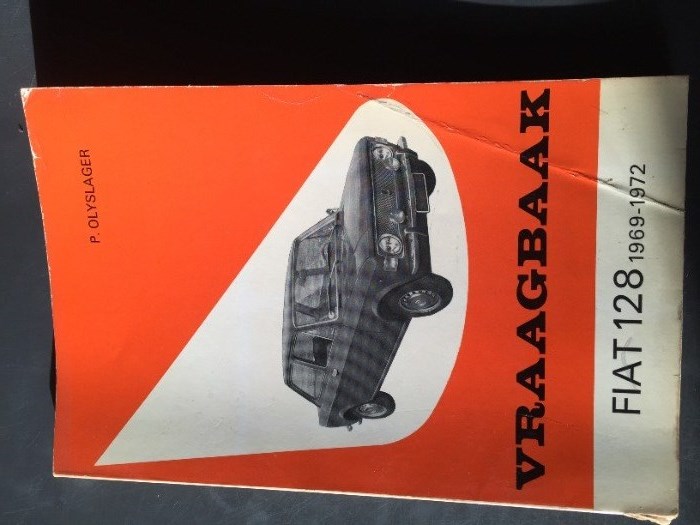 P. OLYSLAGER
VRAAGBAAK
FIAT 128 1969-1972